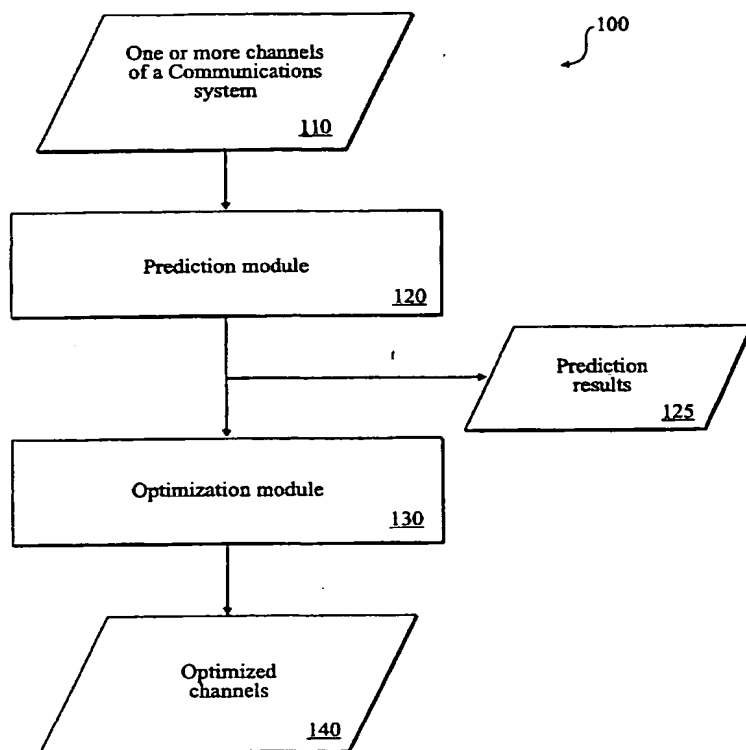 100
One or more channels
of a Communications
system
110
Prediction module
120
Prediction
results
125
Optimization module
130
Optimized
channels
140